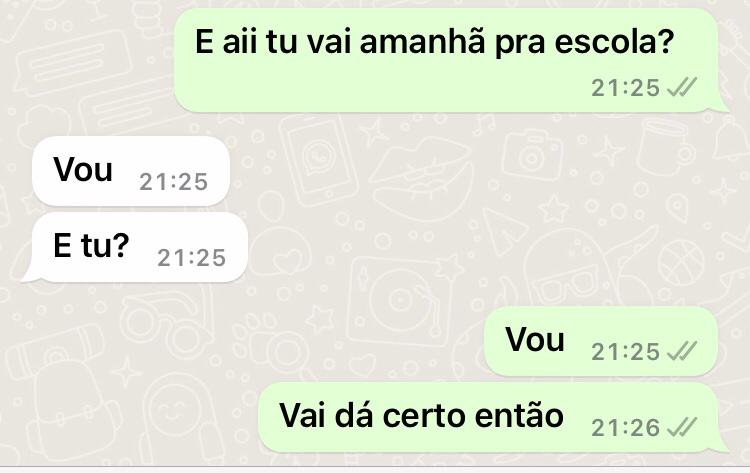 E aii tu vai amanhã pra escola?
21:25
Vou 21:25
E tu? 21:25
Vou 21:25
Vai dá certo então 21:26